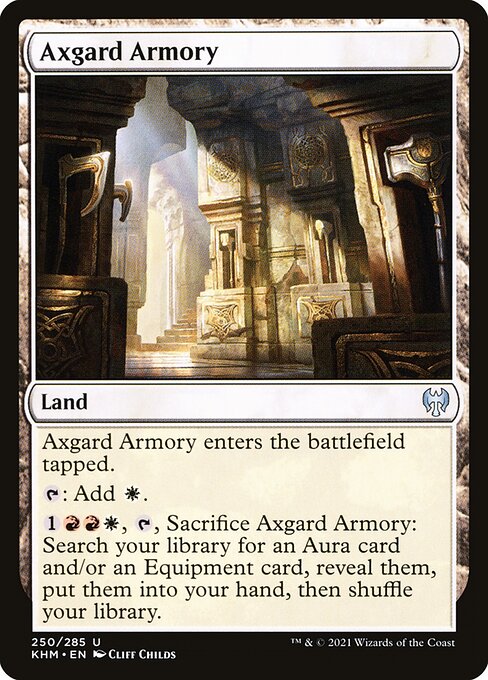 Axgard Armory
Land
Axgard Armory enters the battlefield
tapped.
: Add .
1, , Sacrifice Axgard Armory:
Search your library for an Aura card
and/or an Equipment card, reveal them,
put them into your hand, then shuffle
your library.
250/285 U
™ & © 2021 Wizards of the Coast
KHM • EN Cliff Childs